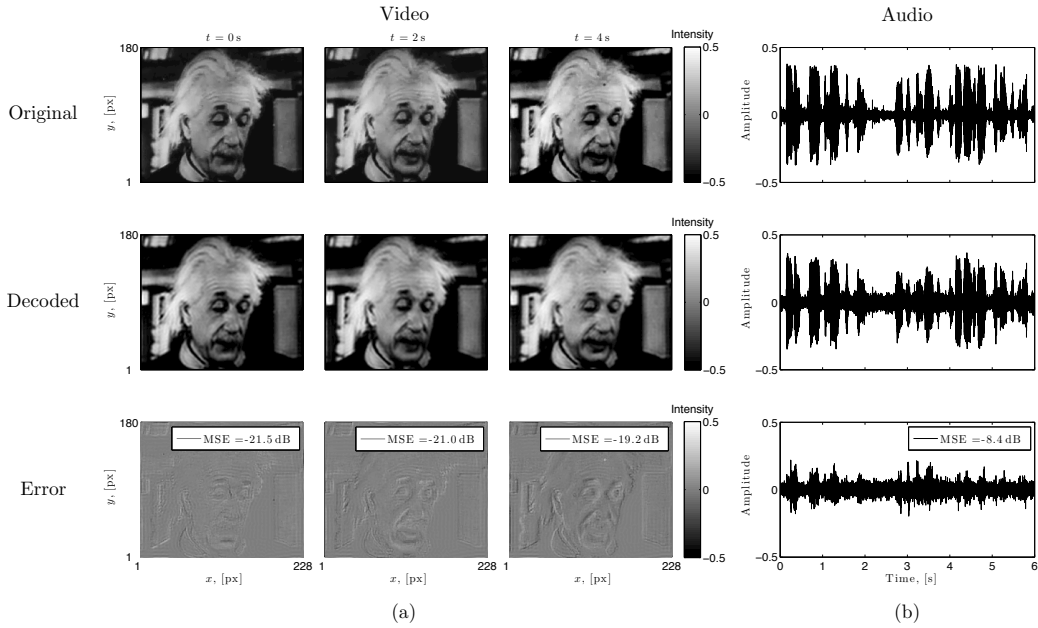 Video
Audio
t = 0 s
t = 2 s
t = 4 s
Intensity
Original
y, [px]
180
1
0.5
0
−0.5
Amplitude
0.5
0
−0.5
Intensity
Decoded
y, [px]
180
1
0.5
0
−0.5
Amplitude
0.5
0
−0.5
Intensity
Error
y, [px]
180
1
MSE =-21.5 dB
MSE =-21.0 dB
MSE =-19.2 dB
0.5
0
−0.5
Amplitude
0.5
0
−0.5
MSE =-8.4 dB
1
228
1
228
1
228
0 1 2 3 4 5 6
x, [px]
x, [px]
x, [px]
Time, [s]
(a)
(b)